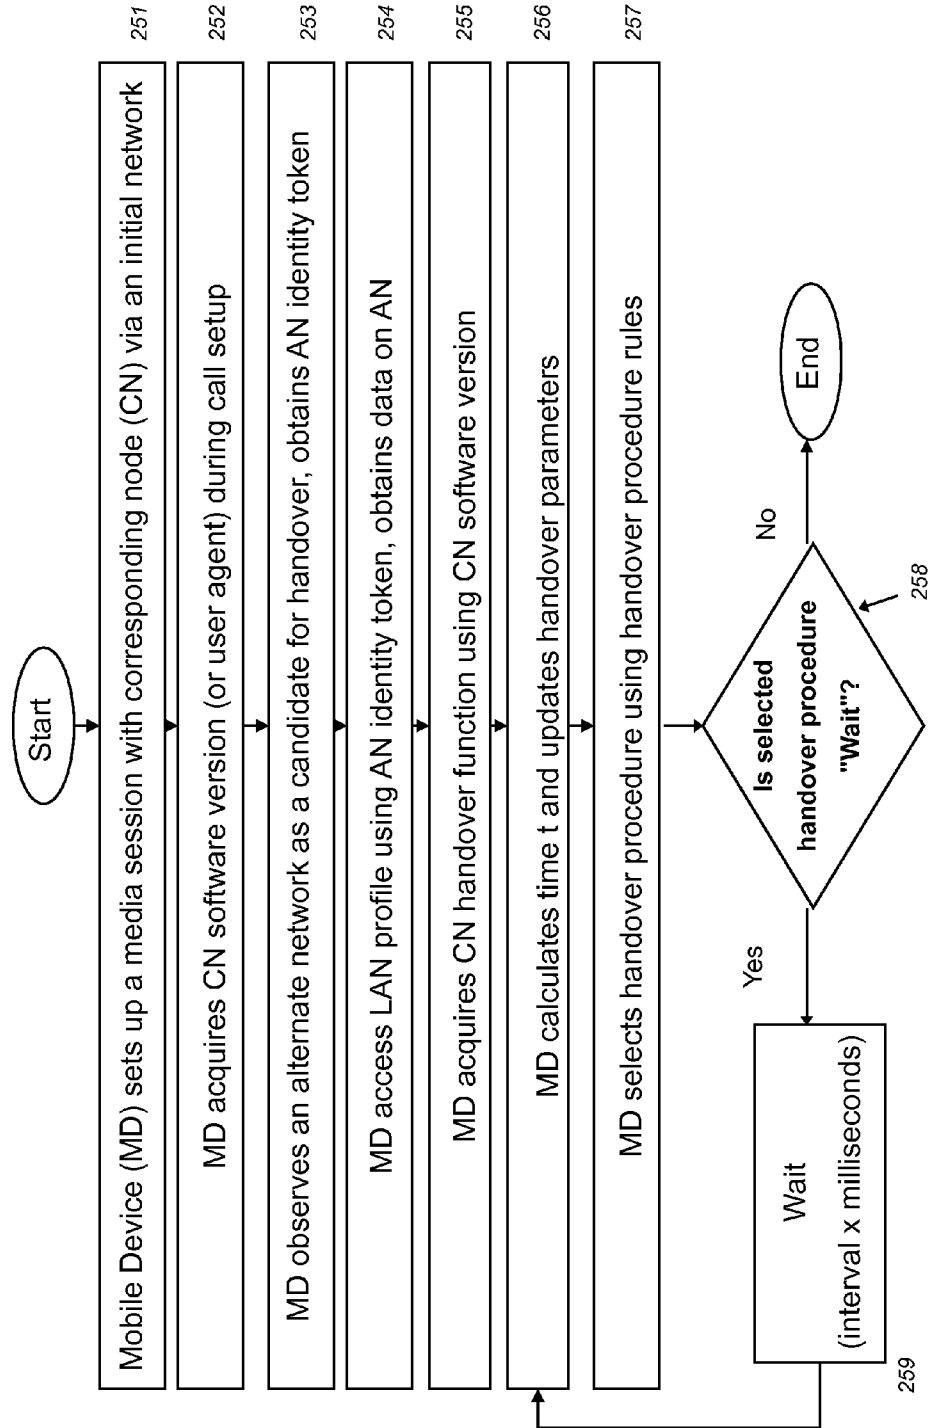 Start
Mobile Device (MD) sets up a media session with corresponding node (CN) via an initial network
251
MD acquires CN software version (or user agent) during call setup
252
MD observes an alternate network as a candidate for handover, obtains AN identity token
253
MD access LAN profile using AN identity token, obtains data on AN
254
MD acquires CN handover function using CN software version
255
MD calculates time t and updates handover parameters
256
MD selects handover procedure using handover procedure rules
257
Is selected
handover procedure
"Wait"?
258
Yes
No
Wait
(interval x milliseconds)
259
End